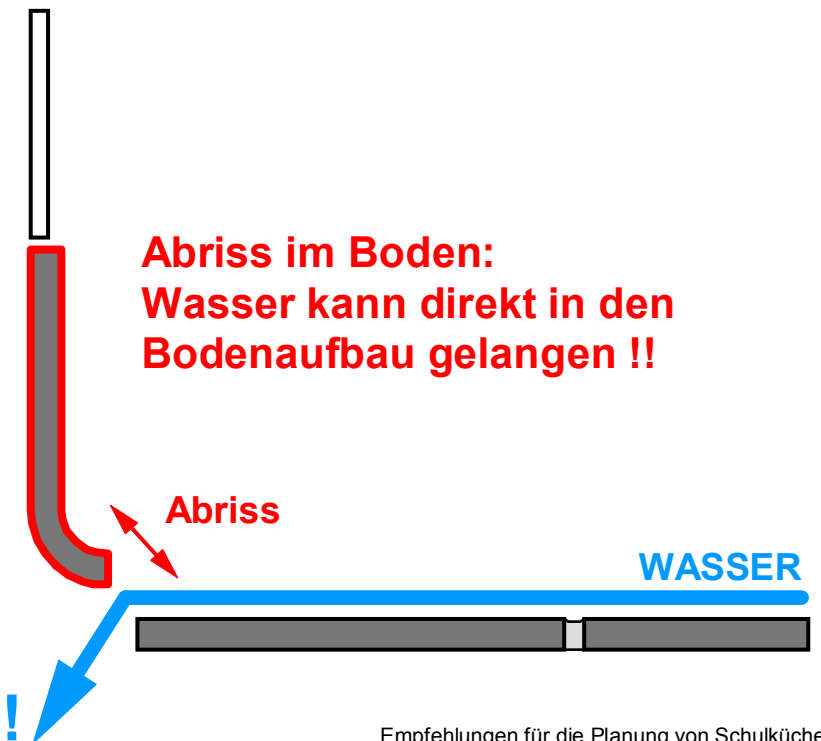 Abriss im Boden:
Wasser kann direkt in den
Bodenaufbau gelangen !!
Abriss
WASSER
!
Empfehlungen für die Planung von Schulküche